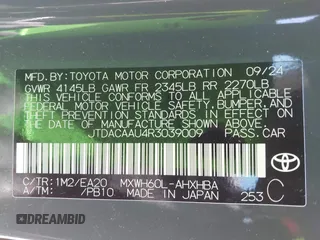 MFD.BY:TOYOTA MOTOR CORPORATION 09/24
GVWR 4145LB GAWR FR 2345LB RR 2270LB
THIS VEHICLE CONFORMS TO ALL APPLICABLE
FEDERAL MOTOR VEHICLE SAFETY, BUMPER, AND
THEFT PREVENTION STANDARDS IN EFFECT ON
THE DATE OF MANUFACTURE SHOWN ABOVE.
JTDACAAU4R3039009 PASS.CAR
C/TR:1M2/EA20 MXWH60L-AHXHBA C
A/TM: /PB10 MADE IN JAPAN 253
TOYOTA
DREAMBID